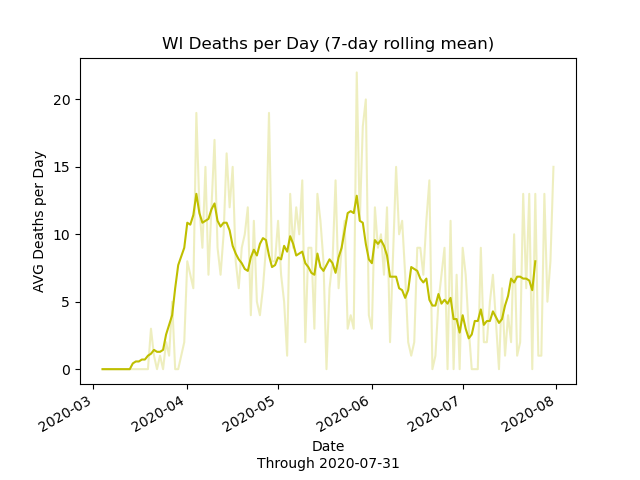 WI Deaths per Day (7-day rolling mean)
AVG Deaths per Day
20
15
10
5
0
2020-03
2020-04
2020-05
2020-06
2020-07
2020-08
Date
Through 2020-07-31